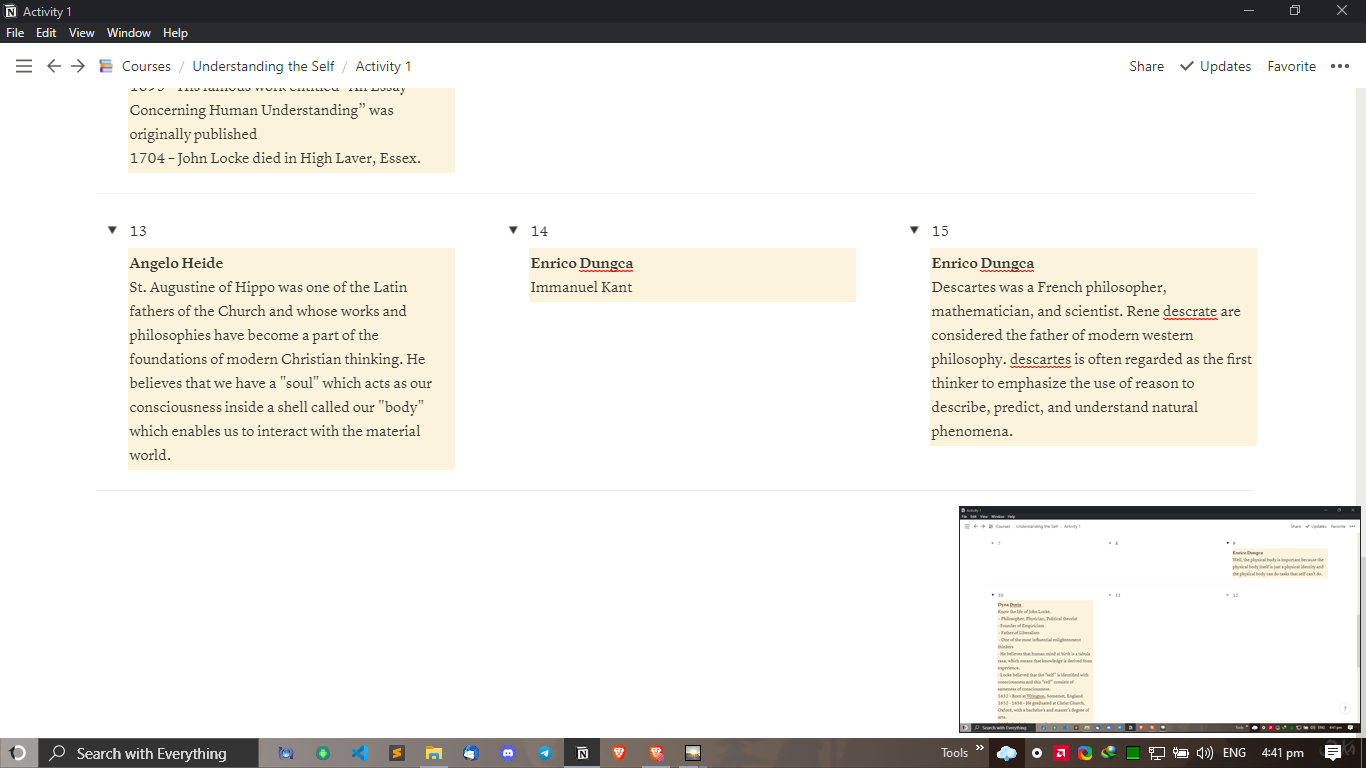 Activity 1
File Edit View Window Help
Courses / Understanding the Self / Activity 1
Share Updates Favorite
Concerning Human Understanding” was
originally published
1704 – John Locke died in High Laver, Essex.
13
Angelo Heide
St. Augustine of Hippo was one of the Latin
fathers of the Church and whose works and
philosophies have become a part of the
foundations of modern Christian thinking. He
believes that we have a "soul" which acts as our
consciousness inside a shell called our "body"
which enables us to interact with the material
world.
14
Enrico Dungca
Immanuel Kant
15
Enrico Dungca
Descartes was a French philosopher,
mathematician, and scientist. Rene descrate are
considered the father of modern western
philosophy. descartes is often regarded as the first
thinker to emphasize the use of reason to
describe, predict, and understand natural
phenomena.
Activity 1
File Edit View Window Help
Courses / Understanding the Self / Activity 1
Share Updates Favorite
7
8
9
Enrico Dungca
Well, the physical body is important because the
physical body itself is just a physical identity and
the physical body can do tasks that self can't do.
10
Dyna Doria
Know the life of John Locke.
- Philosopher, Physician, Political theorist
- Founder of Empiricism
- Father of Liberalism
- One of the most influential enlightenment
thinkers
- He believes that human mind at birth is a tabula
rasa, which means that knowledge is derived from
experience.
- Locke believed that the "self" is identified with
consciousness and this "self" consists of
sameness of consciousness.
1632 - Born at Wrington, Somerset, England
1652 - 1658 - He graduated at Christ Church,
Oxford, with a bachelor's and master's degree of
arts.
11
12
Search with Everything
Tools » ENG 4:41 pm